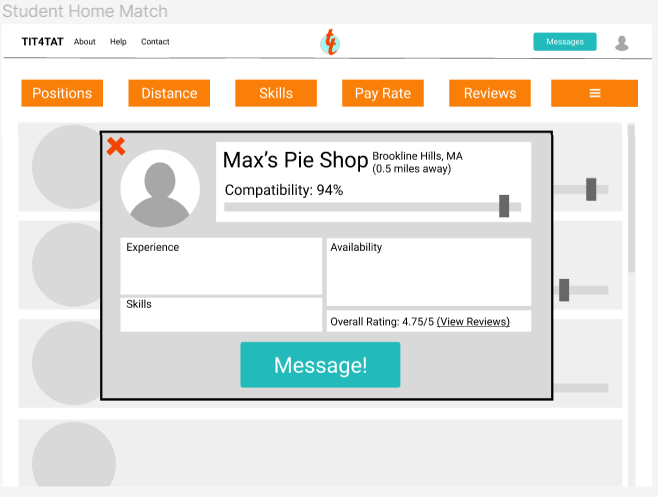 Student Home Match
TIT4TAT About Help Contact
t4
Messages
Positions
Distance
Skills
Pay Rate
Reviews
Max's Pie Shop
Brookline Hills, MA
(0.5 miles away)
Compatibility: 94%
Experience
Availability
Skills
Overall Rating: 4.75/5 (View Reviews)
Message!